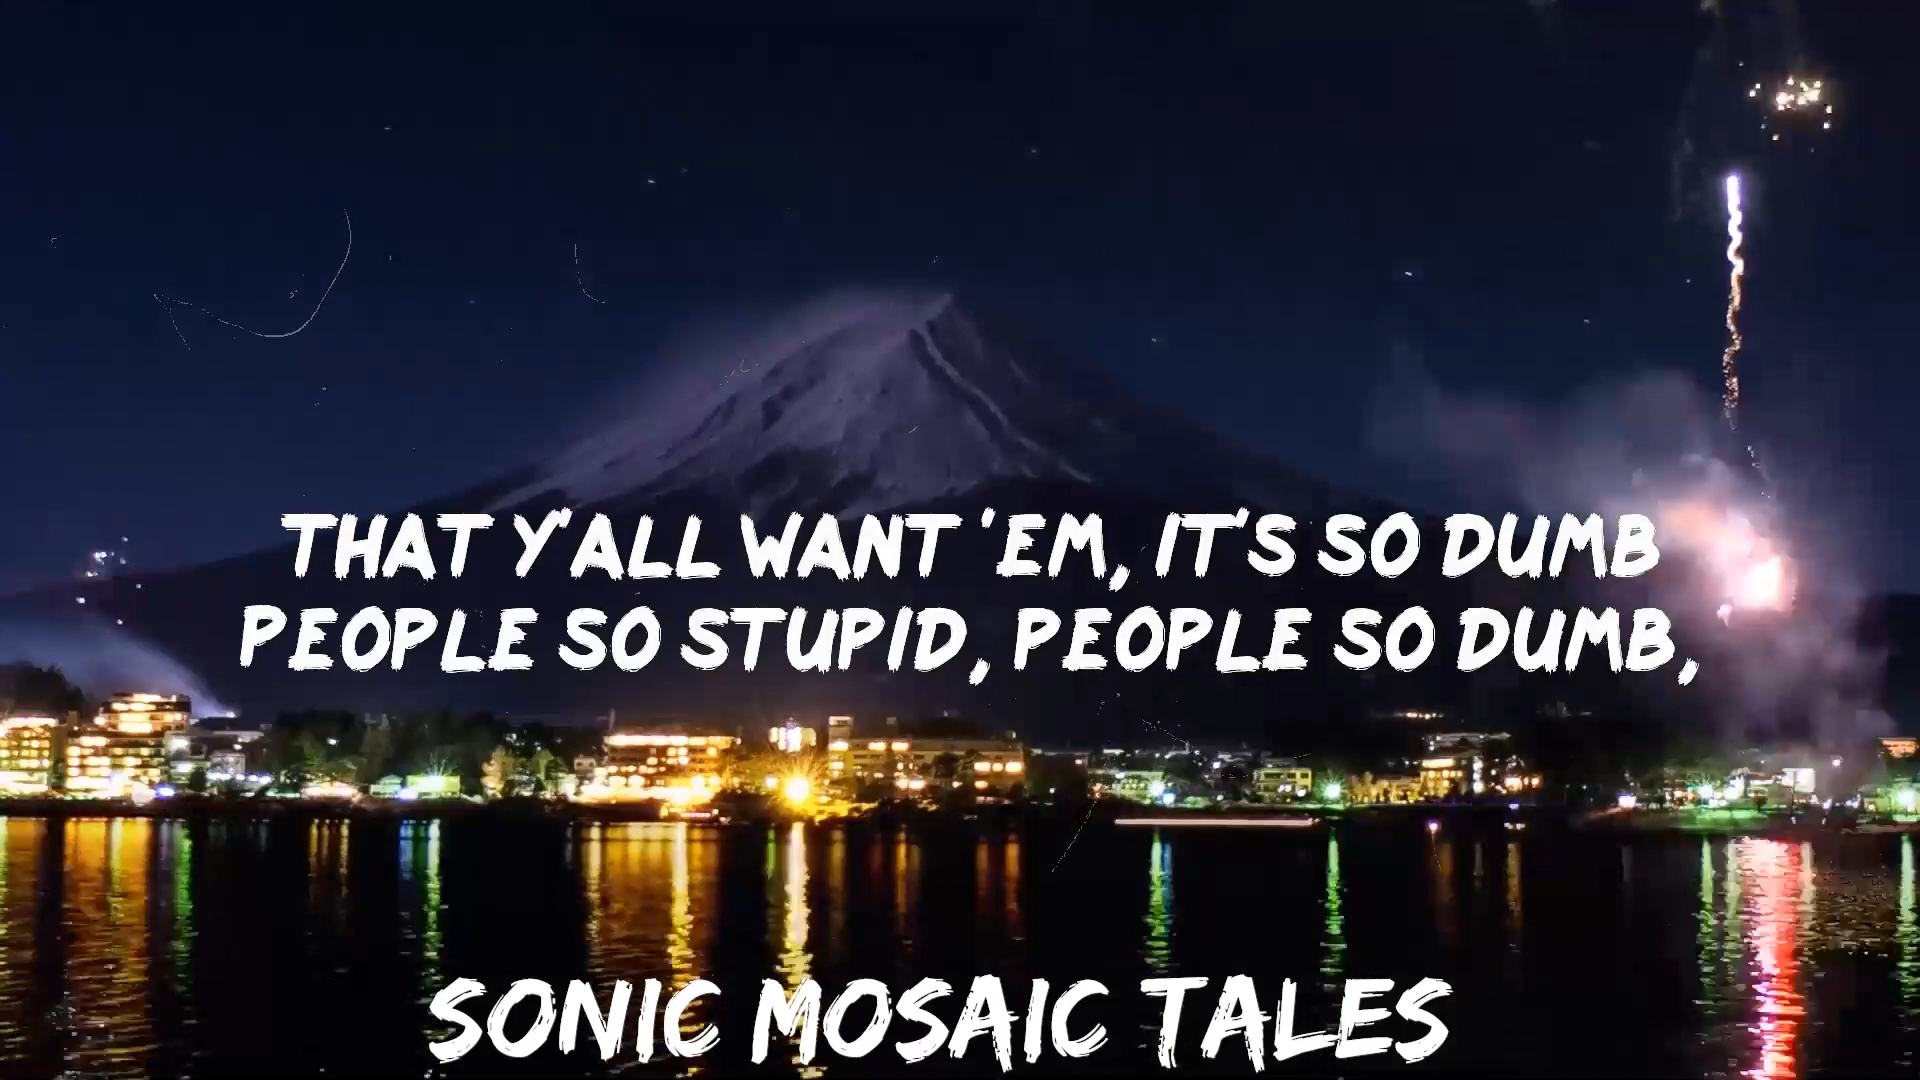 THAT Y'ALL WANT 'EM, IT'S SO DUMB
PEOPLE SO STUPID, PEOPLE SO DUMB,
SONIC MOSAIC TALES